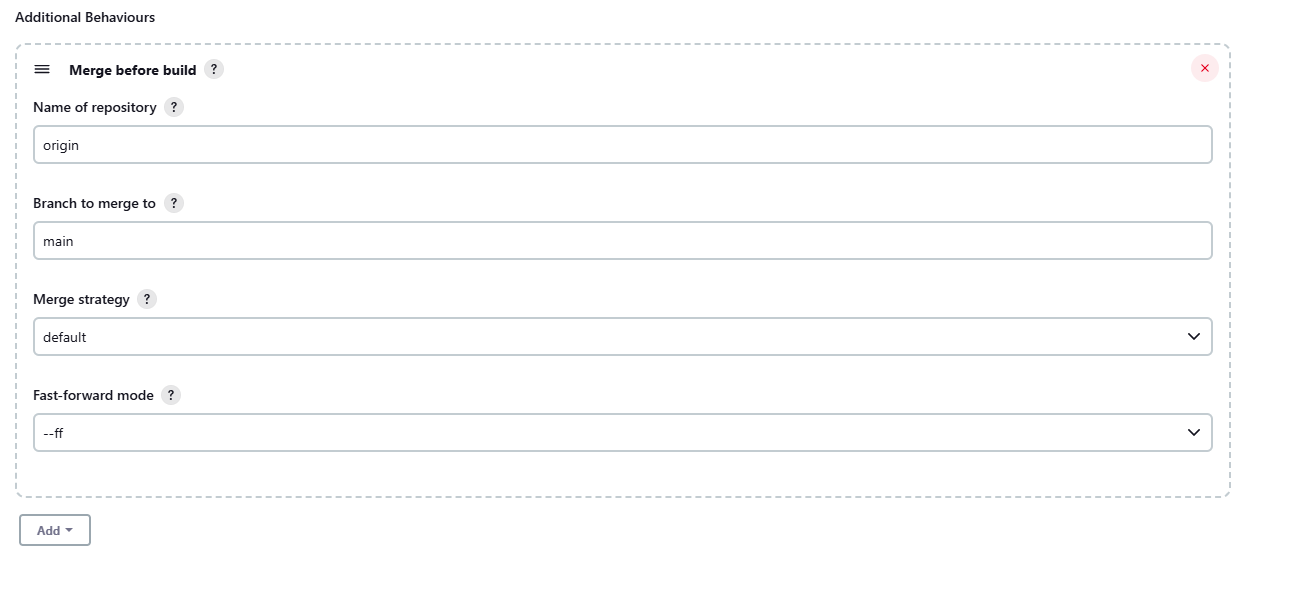 Additional Behaviours
Merge before build ?
Name of repository ?
origin
Branch to merge to ?
main
Merge strategy ?
default
Fast-forward mode ?
--ff
Add